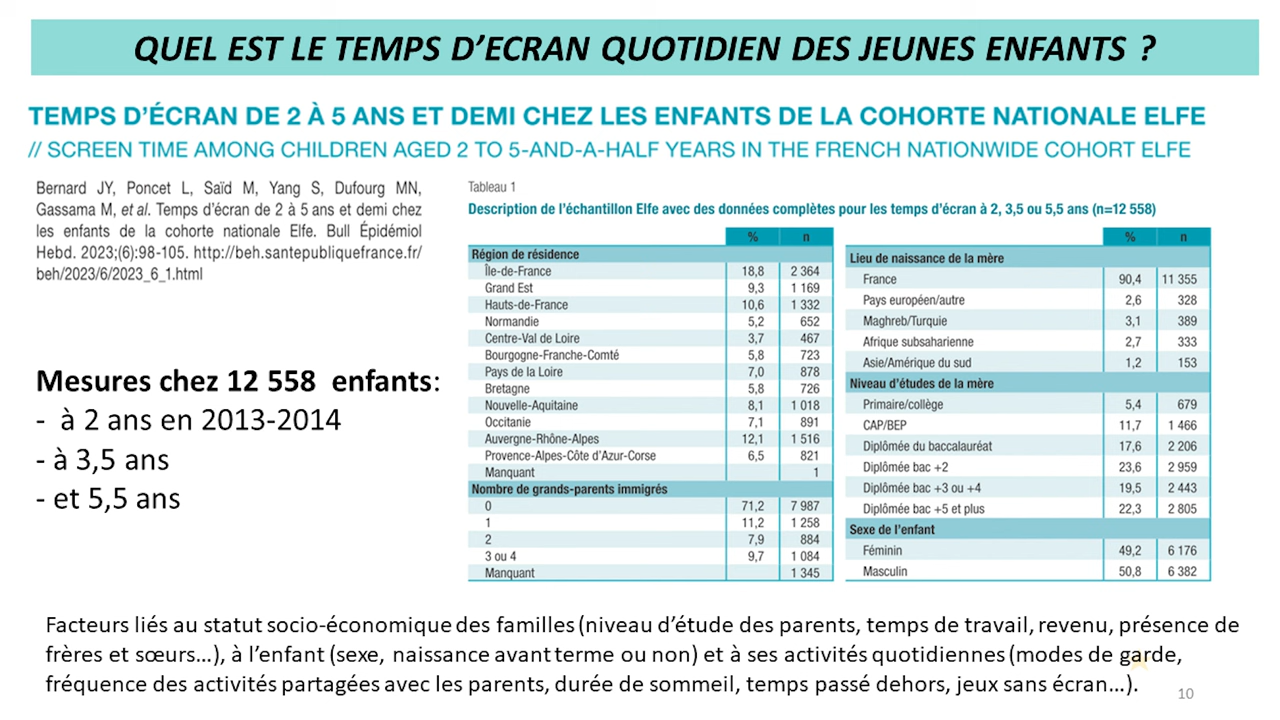 QUEL EST LE TEMPS D’ECRAN QUOTIDIEN DES JEUNES ENFANTS ?
TEMPS D’ÉCRAN DE 2 À 5 ANS ET DEMI CHEZ LES ENFANTS DE LA COHORTE NATIONALE ELFE
// SCREEN TIME AMONG CHILDREN AGED 2 TO 5-AND-A-HALF YEARS IN THE FRENCH NATIONWIDE COHORT ELFE
Bernard JY, Poncet L, Saïd M, Yang S, Dufourg MN,
Gassama M, et al. Temps d’écran de 2 à 5 ans et demi chez
les enfants de la cohorte nationale Elfe. Bull Épidémiol
Hebd. 2023;(6):98-105. http://beh.santepubliquefrance.fr/
beh/2023/6/2023_6_1.html
Mesures chez 12 558 enfants:
- à 2 ans en 2013-2014
- à 3,5 ans
- et 5,5 ans
Tableau 1
Description de l’échantillon Elfe avec des données complètes pour les temps d’écran à 2, 3,5 ou 5,5 ans (n=12 558)
% n
Région de résidence
Île-de-France 18,8 2 364
Grand Est 9,3 1 169
Hauts-de-France 10,6 1 332
Normandie 5,2 652
Centre-Val de Loire 3,7 467
Bourgogne-Franche-Comté 5,8 723
Pays de la Loire 7,0 878
Bretagne 5,8 726
Nouvelle-Aquitaine 8,1 1 018
Occitanie 7,1 891
Auvergne-Rhône-Alpes 12,1 1 516
Provence-Alpes-Côte d’Azur-Corse 6,5 821
Manquant 1
Nombre de grands-parents immigrés
0 71,2 7 987
1 11,2 1 258
2 7,9 884
3 ou 4 9,7 1 084
Manquant 1 345
% n
Lieu de naissance de la mère
France 90,4 11 355
Pays européen/autre 2,6 328
Maghreb/Turquie 3,1 389
Afrique subsaharienne 2,7 333
Asie/Amérique du sud 1,2 153
Niveau d’études de la mère
Primaire/collège 5,4 679
CAP/BEP 11,7 1 466
Diplômée du baccalauréat 17,6 2 206
Diplômée bac +2 23,6 2 959
Diplômée bac +3 ou +4 19,5 2 443
Diplômée bac +5 et plus 22,3 2 805
Sexe de l’enfant
Féminin 49,2 6 176
Masculin 50,8 6 382
Facteurs liés au statut socio-économique des familles (niveau d’étude des parents, temps de travail, revenu, présence de
frères et sœurs…), à l’enfant (sexe, naissance avant terme ou non) et à ses activités quotidiennes (modes de garde,
fréquence des activités partagées avec les parents, durée de sommeil, temps passé dehors, jeux sans écran…).
10